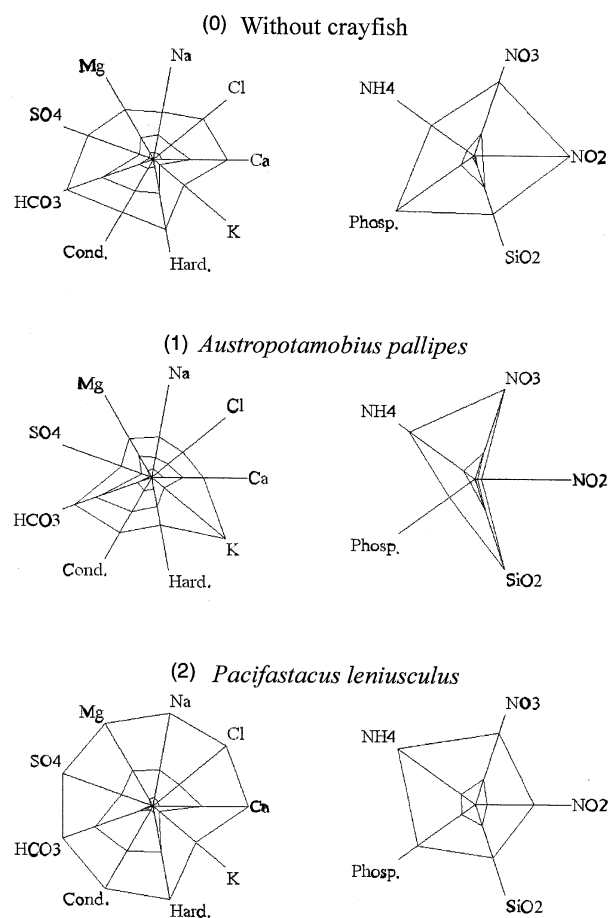 (0) Without crayfish
Na
Mg
Cl
SO4
Ca
HCO3
K
Cond.
Hard.
NO3
NH4
NO2
Phosp.
SiO2
(1) Austropotamobius pallipes
Na
Mg
Cl
SO4
Ca
HCO3
K
Cond.
Hard.
NO3
NH4
NO2
Phosp.
SiO2
(2) Pacifastacus leniusculus
Na
Mg
Cl
SO4
Ca
HCO3
K
Cond.
Hard.
NO3
NH4
NO2
Phosp.
SiO2